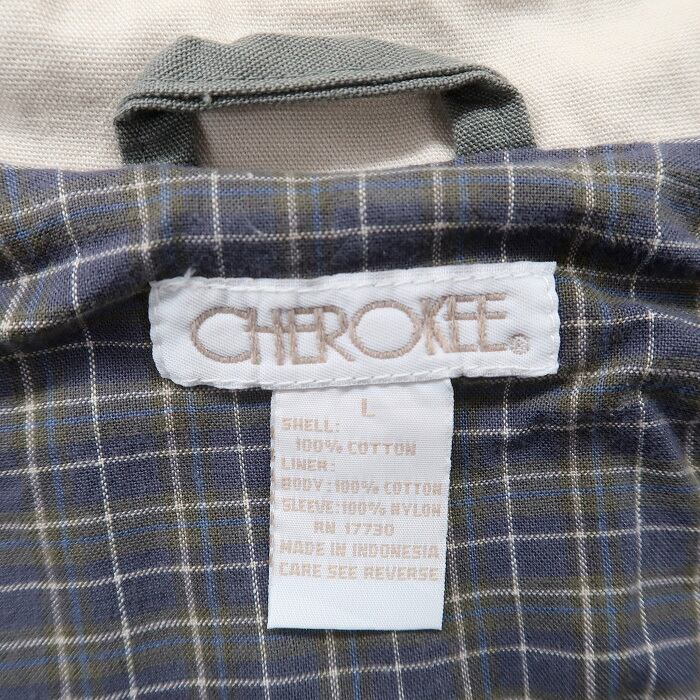 CHEROKEE®
L
SHELL:
100% COTTON
LINER:
BODY:100% COTTON
SLEEVE:100% NYLON
RN 17730
MADE IN INDONESIA
CARE SEE REVERSE